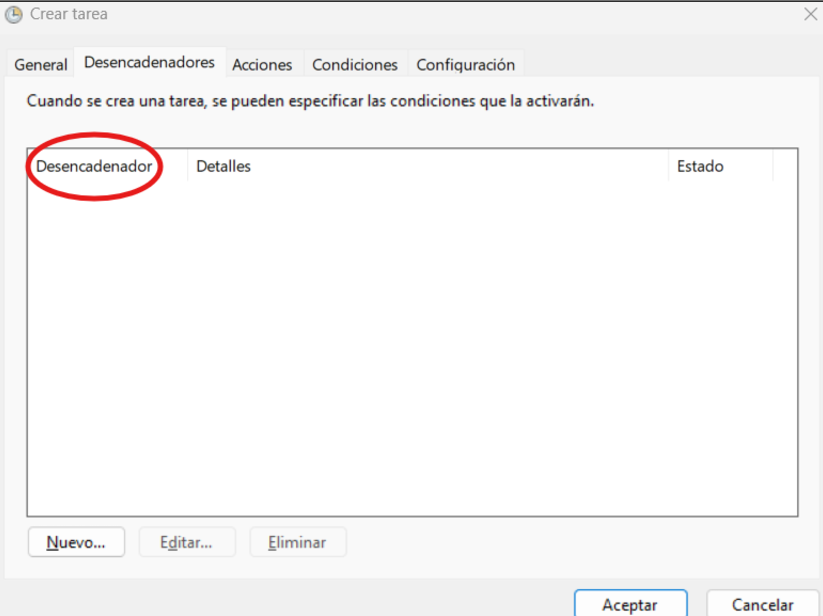 Crear tarea
General Desencadenadores Acciones Condiciones Configuración
Cuando se crea una tarea, se pueden especificar las condiciones que la activarán.
Desencadenador Detalles Estado
Nuevo... Editar... Eliminar
Aceptar Cancelar